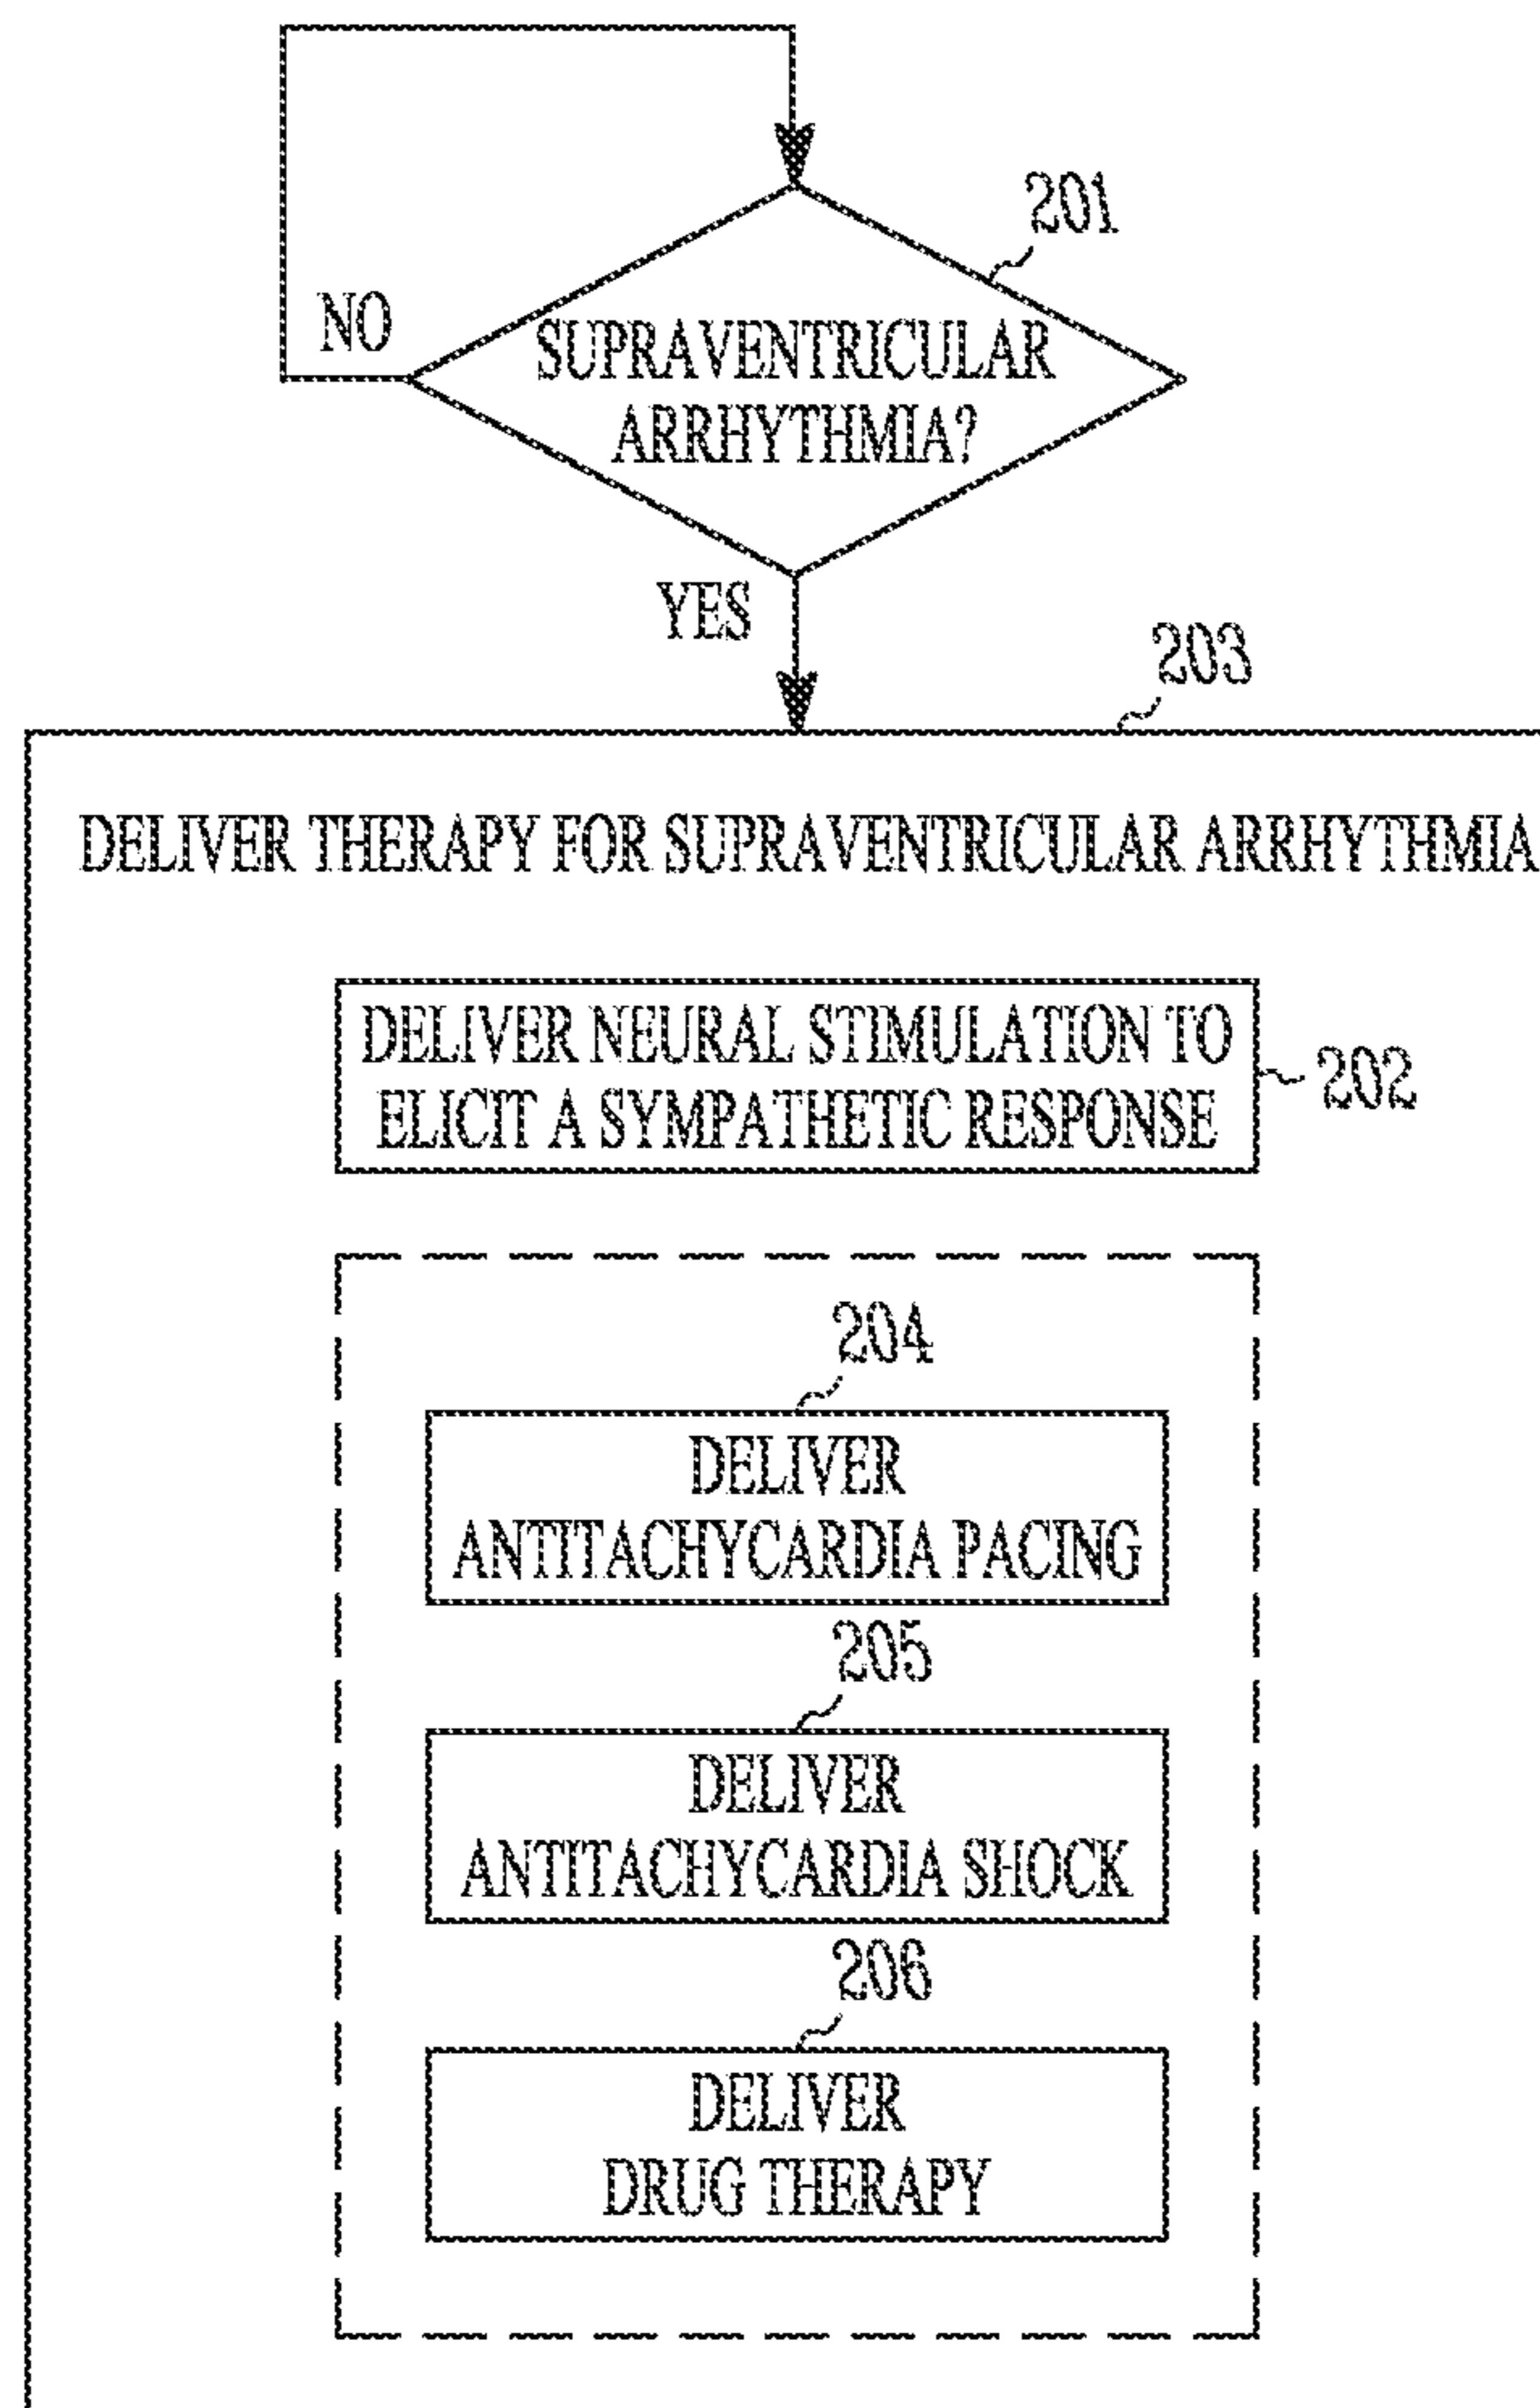 201
NO
SUPRAVENTRICULAR
ARRHYTHMIA?
YES
203
DELIVER THERAPY FOR SUPRAVENTRICULAR ARRHYTHMIA
DELIVER NEURAL STIMULATION TO
ELICIT A SYMPATHETIC RESPONSE
202
204
DELIVER
ANTITACHYCARDIA PACING
205
DELIVER
ANTITACHYCARDIA SHOCK
206
DELIVER
DRUG THERAPY